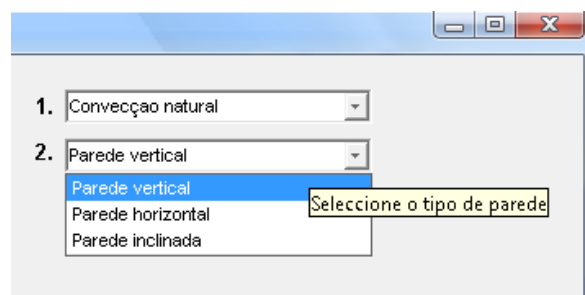 1. Convecçao natural
2. Parede vertical
Parede vertical
Seleccione o tipo de parede
Parede horizontal
Parede inclinada